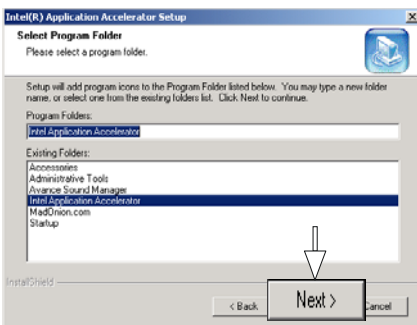 Intel(R) Application Accelerator Setup
Select Program Folder
Please select a program folder.
Setup will add program icons to the Program Folder listed below. You may type a new folder
name, or select one from the existing folders list. Click Next to continue.
Program Folders:
Intel Application Accelerator
Existing Folders:
Accessories
Administrative Tools
Avance Sound Manager
Intel Application Accelerator
MadOnion.com
Startup
InstallShield
< Back
Next >
Cancel